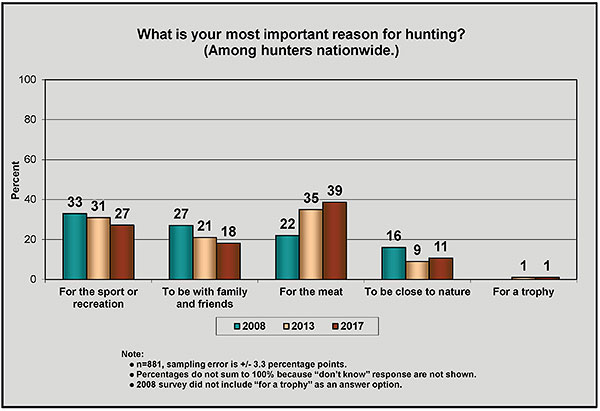 What is your most important reason for hunting?
(Among hunters nationwide.)
Percent
100
80
60
40
20
0
33 31 27
27 21 18
22 35 39
16 9 11
1 1
For the sport or
recreation
To be with family
and friends
For the meat
To be close to nature
For a trophy
2008 2013 2017
Note:
● n=881, sampling error is +/- 3.3 percentage points.
● Percentages do not sum to 100% because “don’t know” response are not shown.
● 2008 survey did not include “for a trophy” as an answer option.